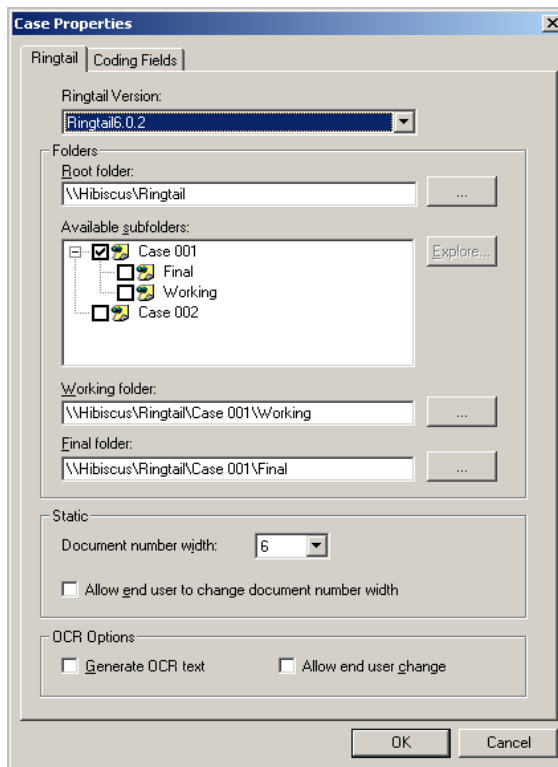 Case Properties
Ringtail
Coding Fields
Ringtail Version:
Ringtail6.0.2
Folders
Root folder:
\\Hibiscus\Ringtail
...
Available subfolders:
Case 001
Explore...
Final
Working
Case 002
Working folder:
\\Hibiscus\Ringtail\Case 001\Working
...
Final folder:
\\Hibiscus\Ringtail\Case 001\Final
...
Static
Document number width:
6
Allow end user to change document number width
OCR Options
Generate OCR text
Allow end user change
OK
Cancel